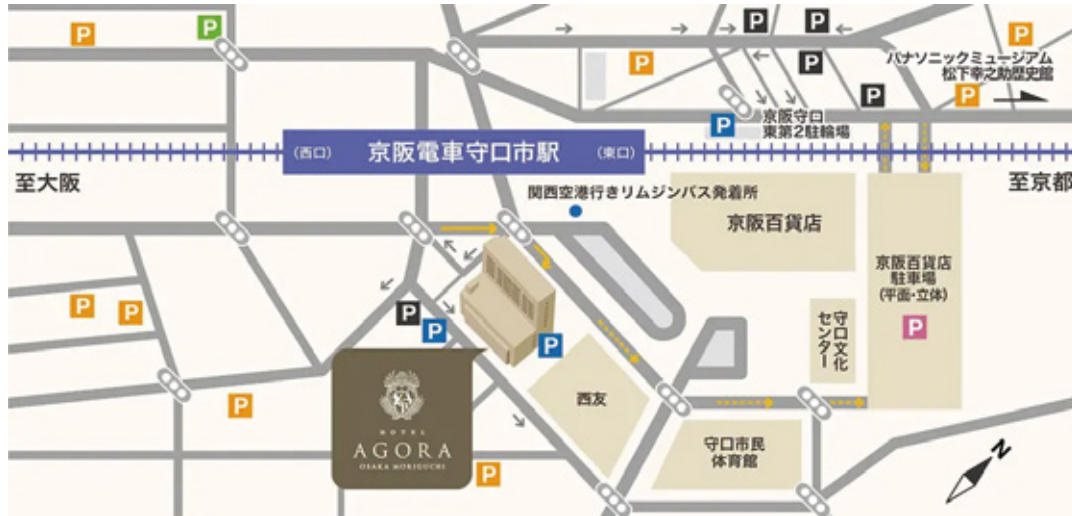 P
P
P
P
P
P
P
パナソニックミュージアム
松下幸之助歴史館
P
P
P
京阪守口
東第2駐輪場
(西口) 京阪電車守口市駅 (東口)
至大阪
至京都
関西空港行きリムジンバス発着所
京阪百貨店
京阪百貨店
駐車場
(平面・立体)
P
守口文化
センター
P
P
P
P
P
西友
HOTEL
AGORA
OSAKA MORIGUCHI
P
P
守口市民
体育館
N